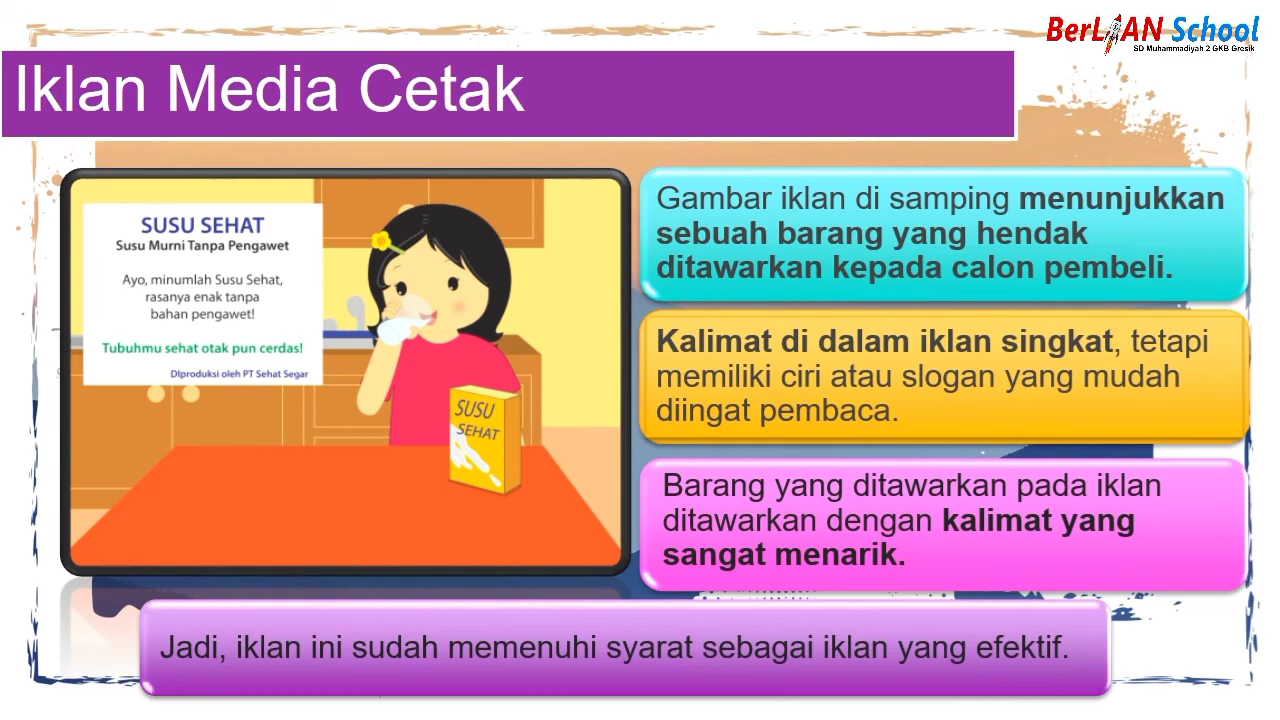 BerLIAN School
SD Muhammadiyah 2 GKB Gresik
Iklan Media Cetak
SUSU SEHAT
Susu Murni Tanpa Pengawet
Ayo, minumlah Susu Sehat,
rasanya enak tanpa
bahan pengawet!
Tubuhmu sehat otak pun cerdas!
DIproduksi oleh PT Sehat Segar
SUSU
SEHAT
Gambar iklan di samping menunjukkan
sebuah barang yang hendak
ditawarkan kepada calon pembeli.
Kalimat di dalam iklan singkat, tetapi
memiliki ciri atau slogan yang mudah
diingat pembaca.
Barang yang ditawarkan pada iklan
ditawarkan dengan kalimat yang
sangat menarik.
Jadi, iklan ini sudah memenuhi syarat sebagai iklan yang efektif.